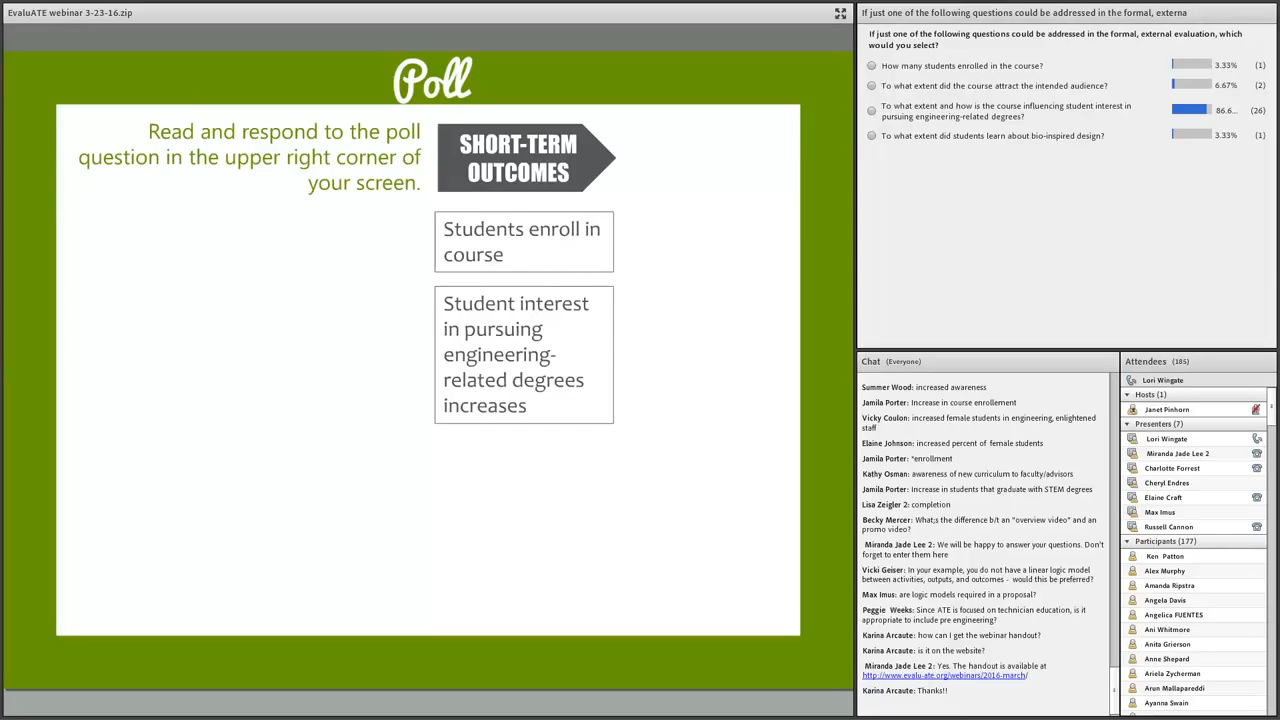 EvaluATE webinar 3-23-16.zip
Poll
Read and respond to the poll
question in the upper right corner of
your screen.
SHORT-TERM
OUTCOMES
Students enroll in
course
Student interest
in pursuing
engineering-
related degrees
increases
If just one of the following questions could be addressed in the formal, externa
If just one of the following questions could be addressed in the formal, external evaluation, which
would you select?
How many students enrolled in the course? 3.33% (1)
To what extent did the course attract the intended audience? 6.67% (2)
To what extent and how is the course influencing student interest in
pursuing engineering-related degrees? 86.6... (26)
To what extent did students learn about bio-inspired design? 3.33% (1)
Chat (Everyone)
Summer Wood: increased awareness
Jamila Porter: Increase in course enrollement
Vicky Coulon: increased female students in engineering, enlightened
staff
Elaine Johnson: increased percent of female students
Jamila Porter: *enrollment
Kathy Osman: awareness of new curriculum to faculty/advisors
Jamila Porter: Increase in students that graduate with STEM degrees
Lisa Zeigler 2: completion
Becky Mercer: What;s the difference b/t an "overview video" and an
promo video?
Miranda Jade Lee 2: We will be happy to answer your questions. Don't
forget to enter them here
Vicki Geiser: In your example, you do not have a linear logic model
between activities, outputs, and outcomes - would this be preferred?
Max Imus: are logic models required in a proposal?
Peggie Weeks: Since ATE is focused on technician education, is it
appropriate to include pre engineering?
Karina Arcaute: how can I get the webinar handout?
Karina Arcaute: is it on the website?
Miranda Jade Lee 2: Yes. The handout is available at
http://www.evalu-ate.org/webinars/2016-march/
Karina Arcaute: Thanks!!
Attendees (185)
Lori Wingate
Hosts (1)
Janet Pinhorn
Presenters (7)
Lori Wingate
Miranda Jade Lee 2
Charlotte Forrest
Cheryl Endres
Elaine Craft
Max Imus
Russell Cannon
Participants (177)
Ken Patton
Alex Murphy
Amanda Ripstra
Angela Davis
Angelica FUENTES
Ani Whitmore
Anita Grierson
Anne Shepard
Ariela Zycherman
Arun Mallapareddi
Ayanna Swain